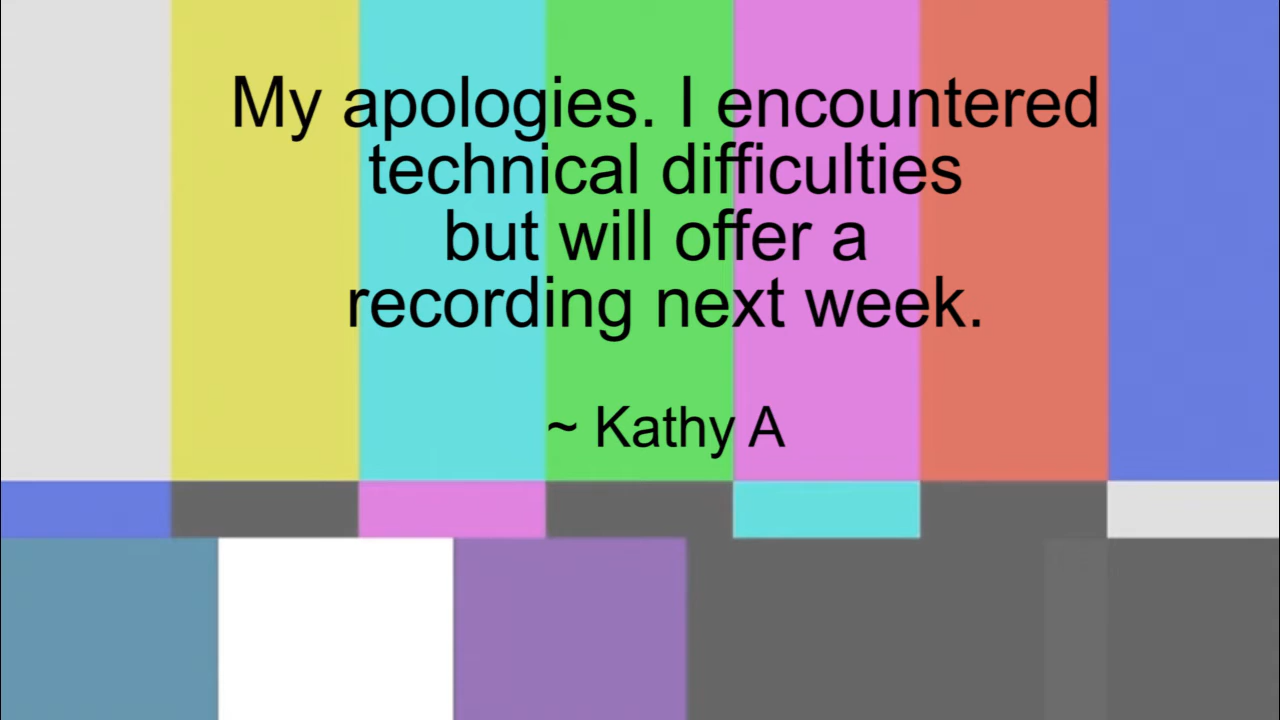 My apologies. I encountered
technical difficulties
but will offer a
recording next week.
~ Kathy A